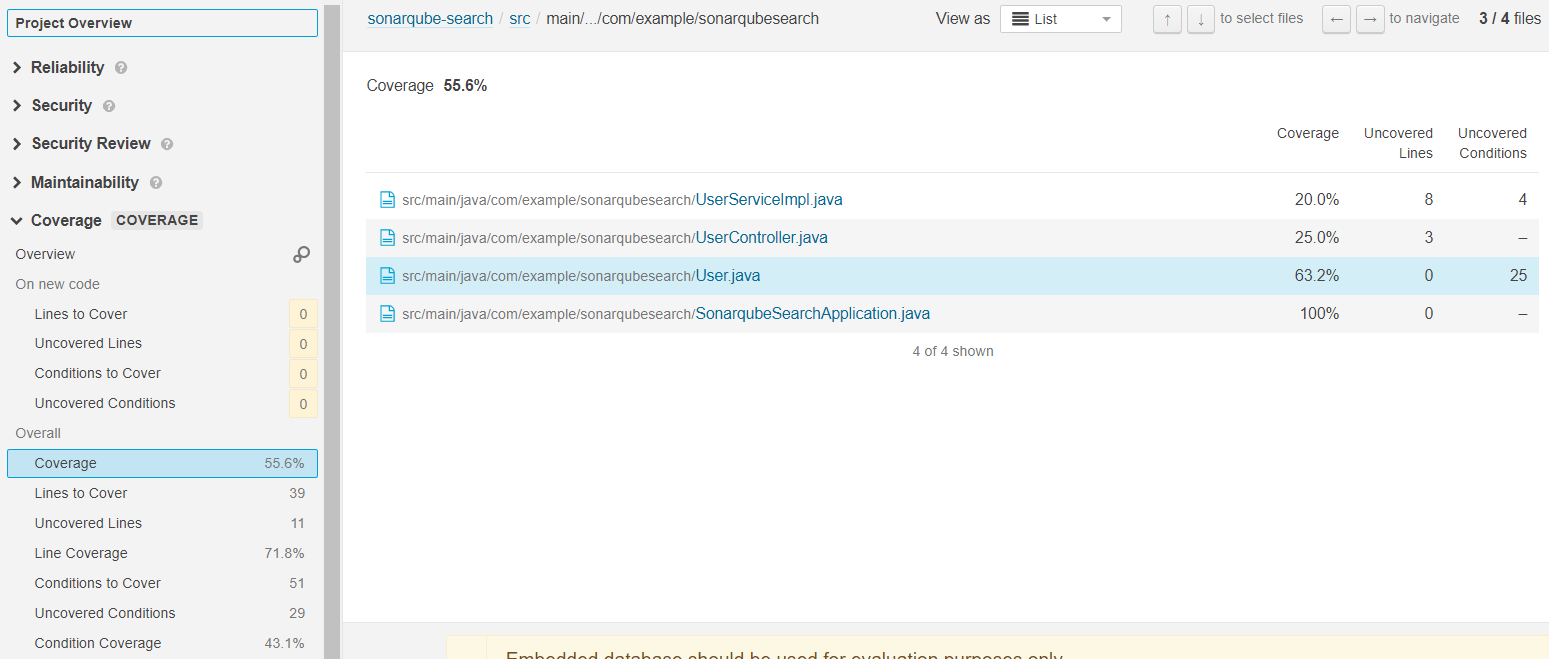 Project Overview
Reliability ?
Security ?
Security Review ?
Maintainability ?
Coverage COVERAGE
Overview
On new code
Lines to Cover 0
Uncovered Lines 0
Conditions to Cover 0
Uncovered Conditions 0
Overall
Coverage 55.6%
Lines to Cover 39
Uncovered Lines 11
Line Coverage 71.8%
Conditions to Cover 51
Uncovered Conditions 29
Condition Coverage 43.1%
sonarqube-search / src / main/.../com/example/sonarqubesearch View as List ↑ ↓ to select files ← → to navigate 3 / 4 files
Coverage 55.6%
Coverage Uncovered Lines Uncovered Conditions
src/main/java/com/example/sonarqubesearch/UserServiceImpl.java 20.0% 8 4
src/main/java/com/example/sonarqubesearch/UserController.java 25.0% 3 –
src/main/java/com/example/sonarqubesearch/User.java 63.2% 0 25
src/main/java/com/example/sonarqubesearch/SonarqubeSearchApplication.java 100% 0 –
4 of 4 shown
Embedded database should be used for evaluation purposes only